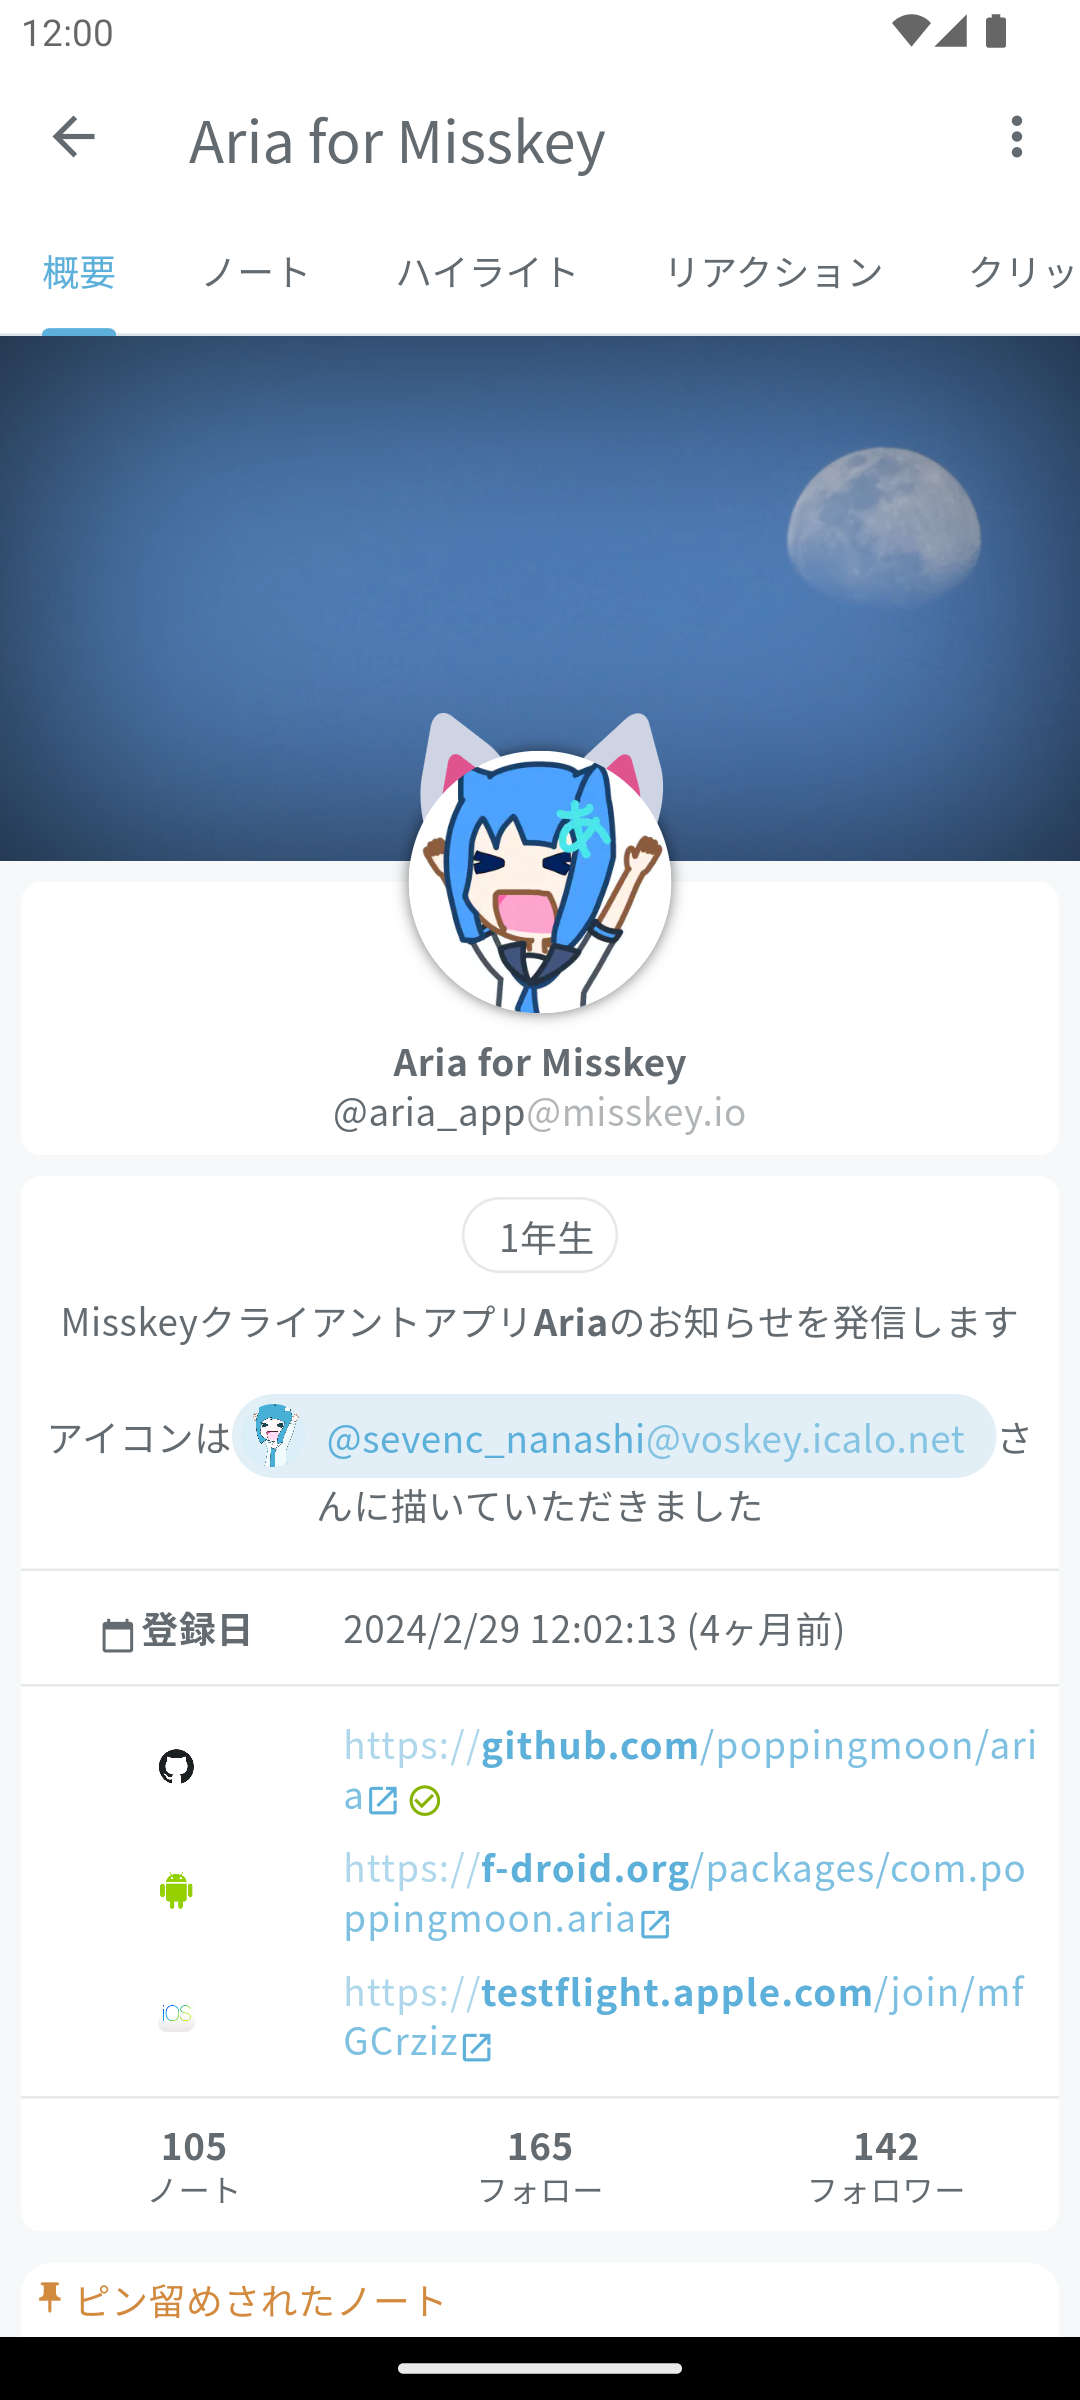 12:00
Aria for Misskey
概要 ノート ハイライト リアクション クリッ
あ
Aria for Misskey
@aria_app@misskey.io
1年生
MisskeyクライアントアプリAriaのお知らせを発信します
アイコンは @sevenc_nanashi@voskey.icalo.net さ
んに描いていただきました
登録日 2024/2/29 12:02:13 (4ヶ月前)
https://github.com/poppingmoon/ari
a
https://f-droid.org/packages/com.po
ppingmoon.aria
iOS https://testflight.apple.com/join/mf
GCrziz
105 165 142
ノート フォロー フォロワー
ピン留めされたノート